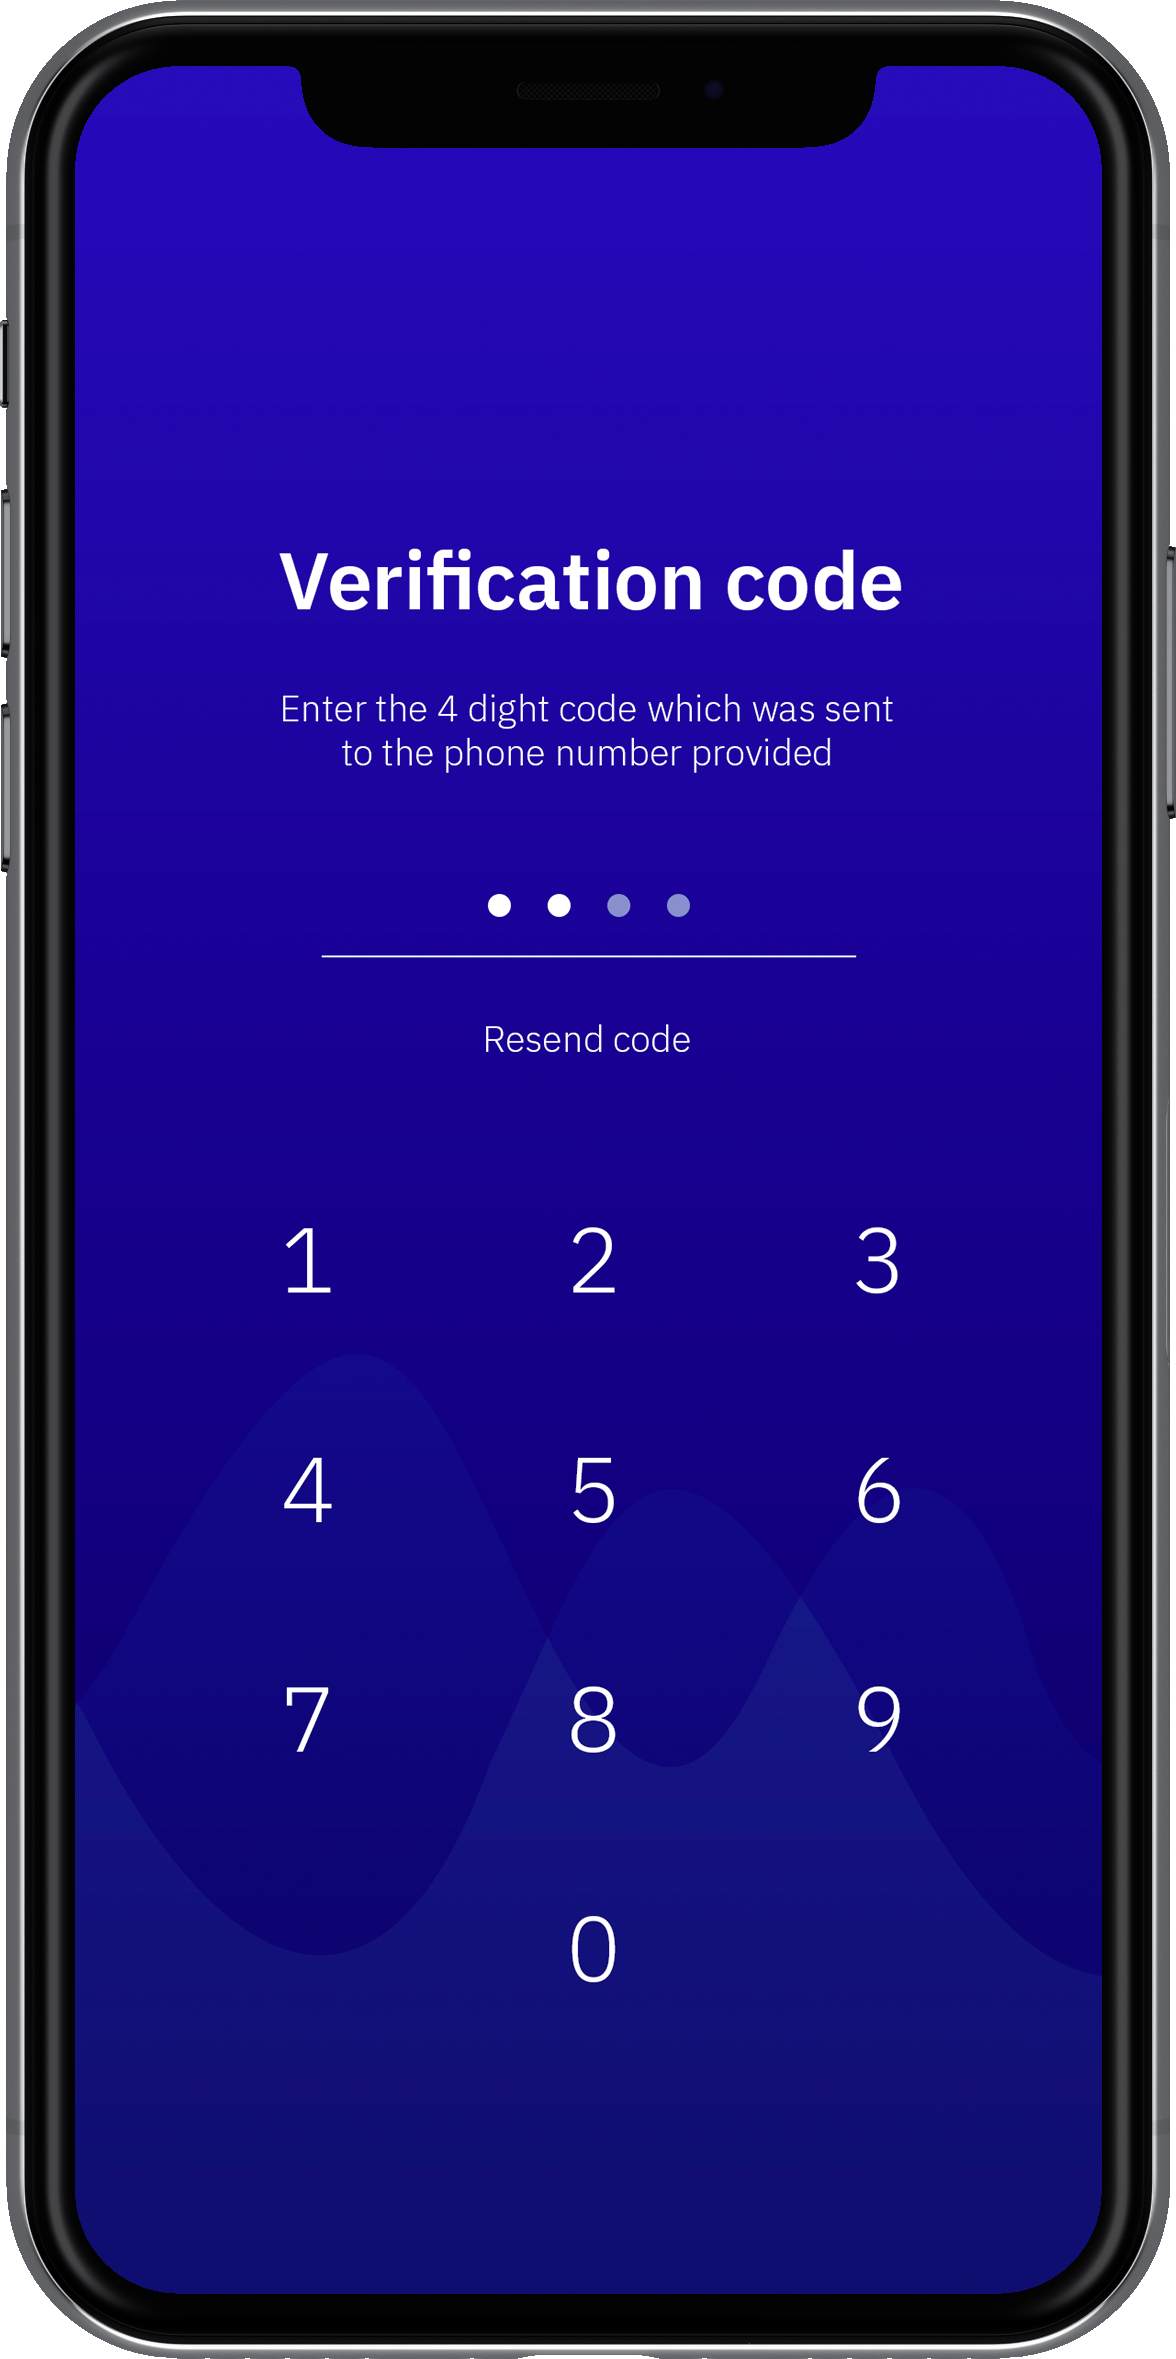 Verification code
Enter the 4 dight code which was sent
to the phone number provided
Resend code
1 2 3
4 5 6
7 8 9
0